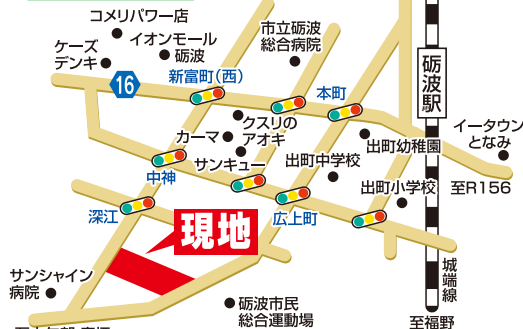 コメリパワー店
イオンモール
砺波
ケーズ
デンキ
市立砺波
総合病院
新富町(西)
16
本町
砺波駅
クスリの
アオキ
カーマ
サンキュー
出町幼稚園
イータウン
となみ
中神
出町中学校
出町小学校
至R156
深江
広上町
現地
サンシャイン
病院
砺波市民
総合運動場
城端線
至福野